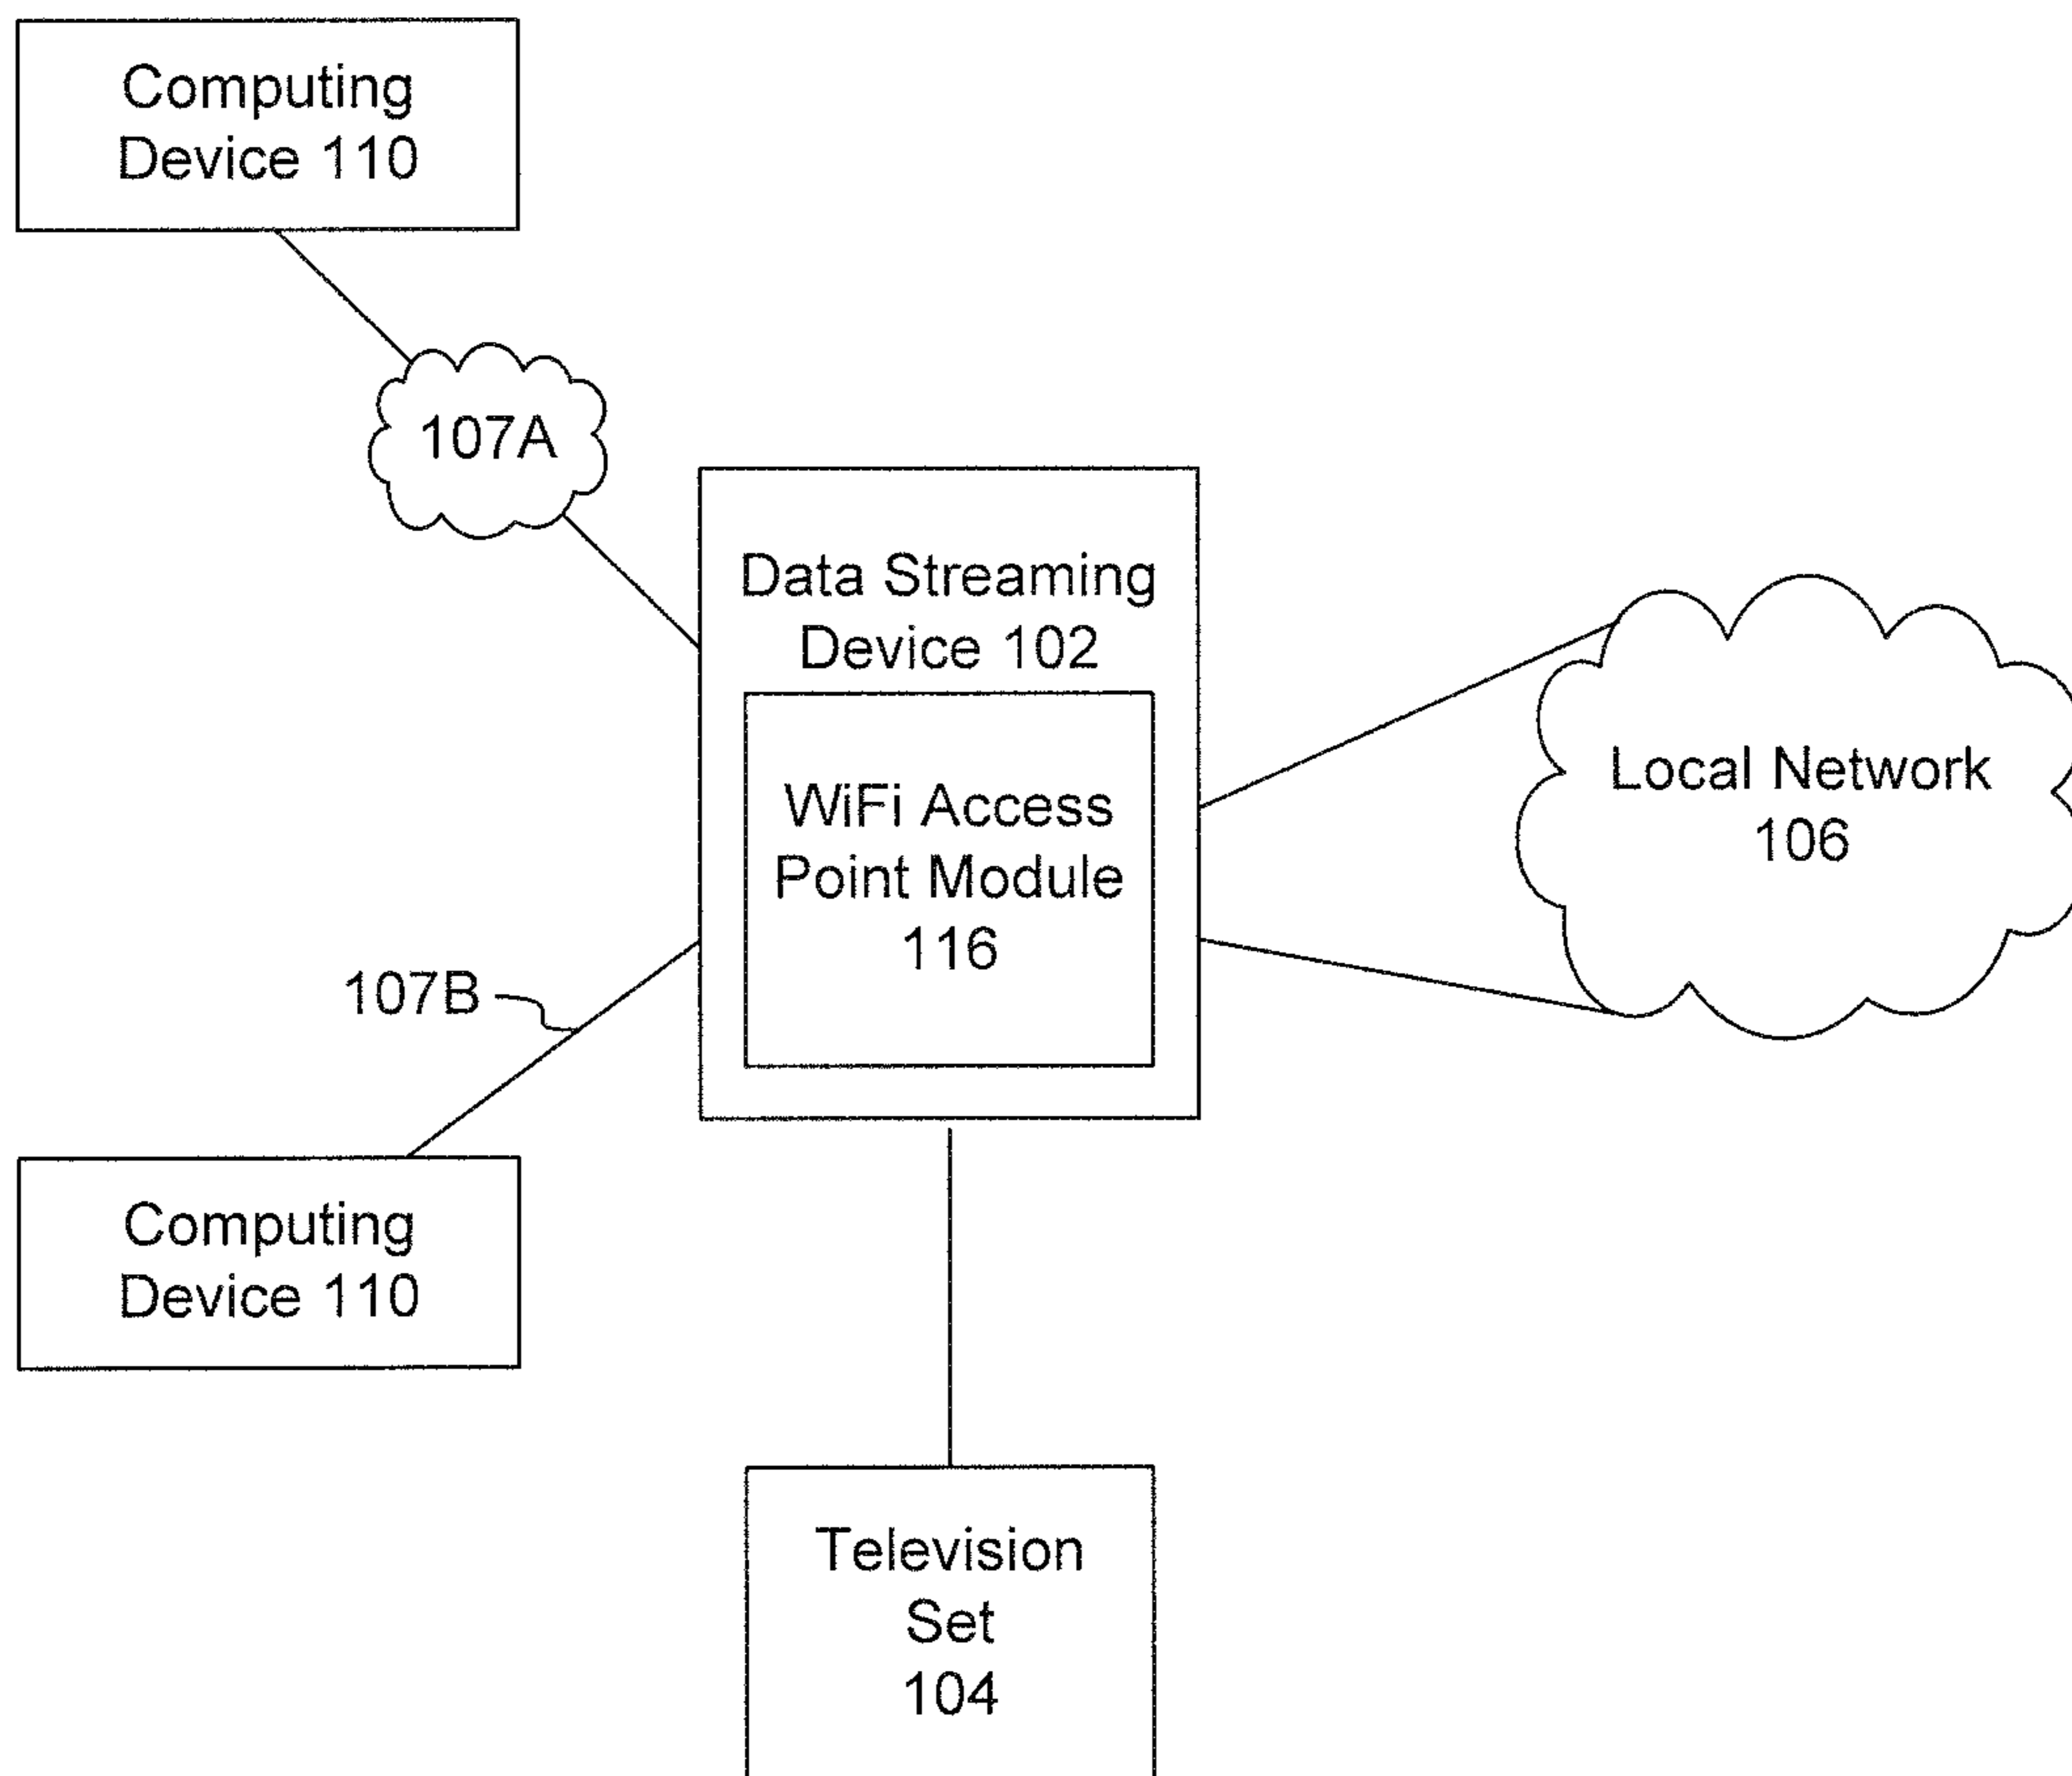 Computing
Device 110
107A
Data Streaming
Device 102
WiFi Access
Point Module
116
Local Network
106
107B
Computing
Device 110
Television
Set
104